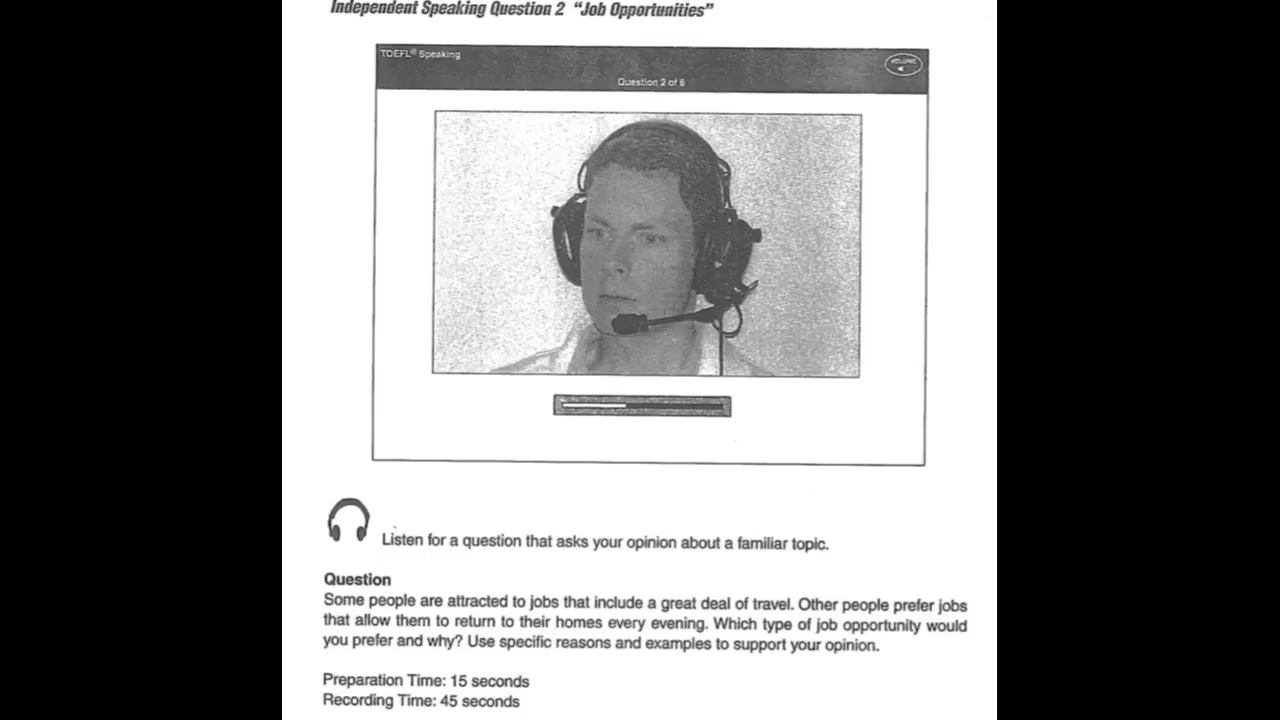 Independent Speaking Question 2 "Job Opportunities"
TOEFL® Speaking
VOLUME
Question 2 of 6
Listen for a question that asks your opinion about a familiar topic.
Question
Some people are attracted to jobs that include a great deal of travel. Other people prefer jobs
that allow them to return to their homes every evening. Which type of job opportunity would
you prefer and why? Use specific reasons and examples to support your opinion.
Preparation Time: 15 seconds
Recording Time: 45 seconds